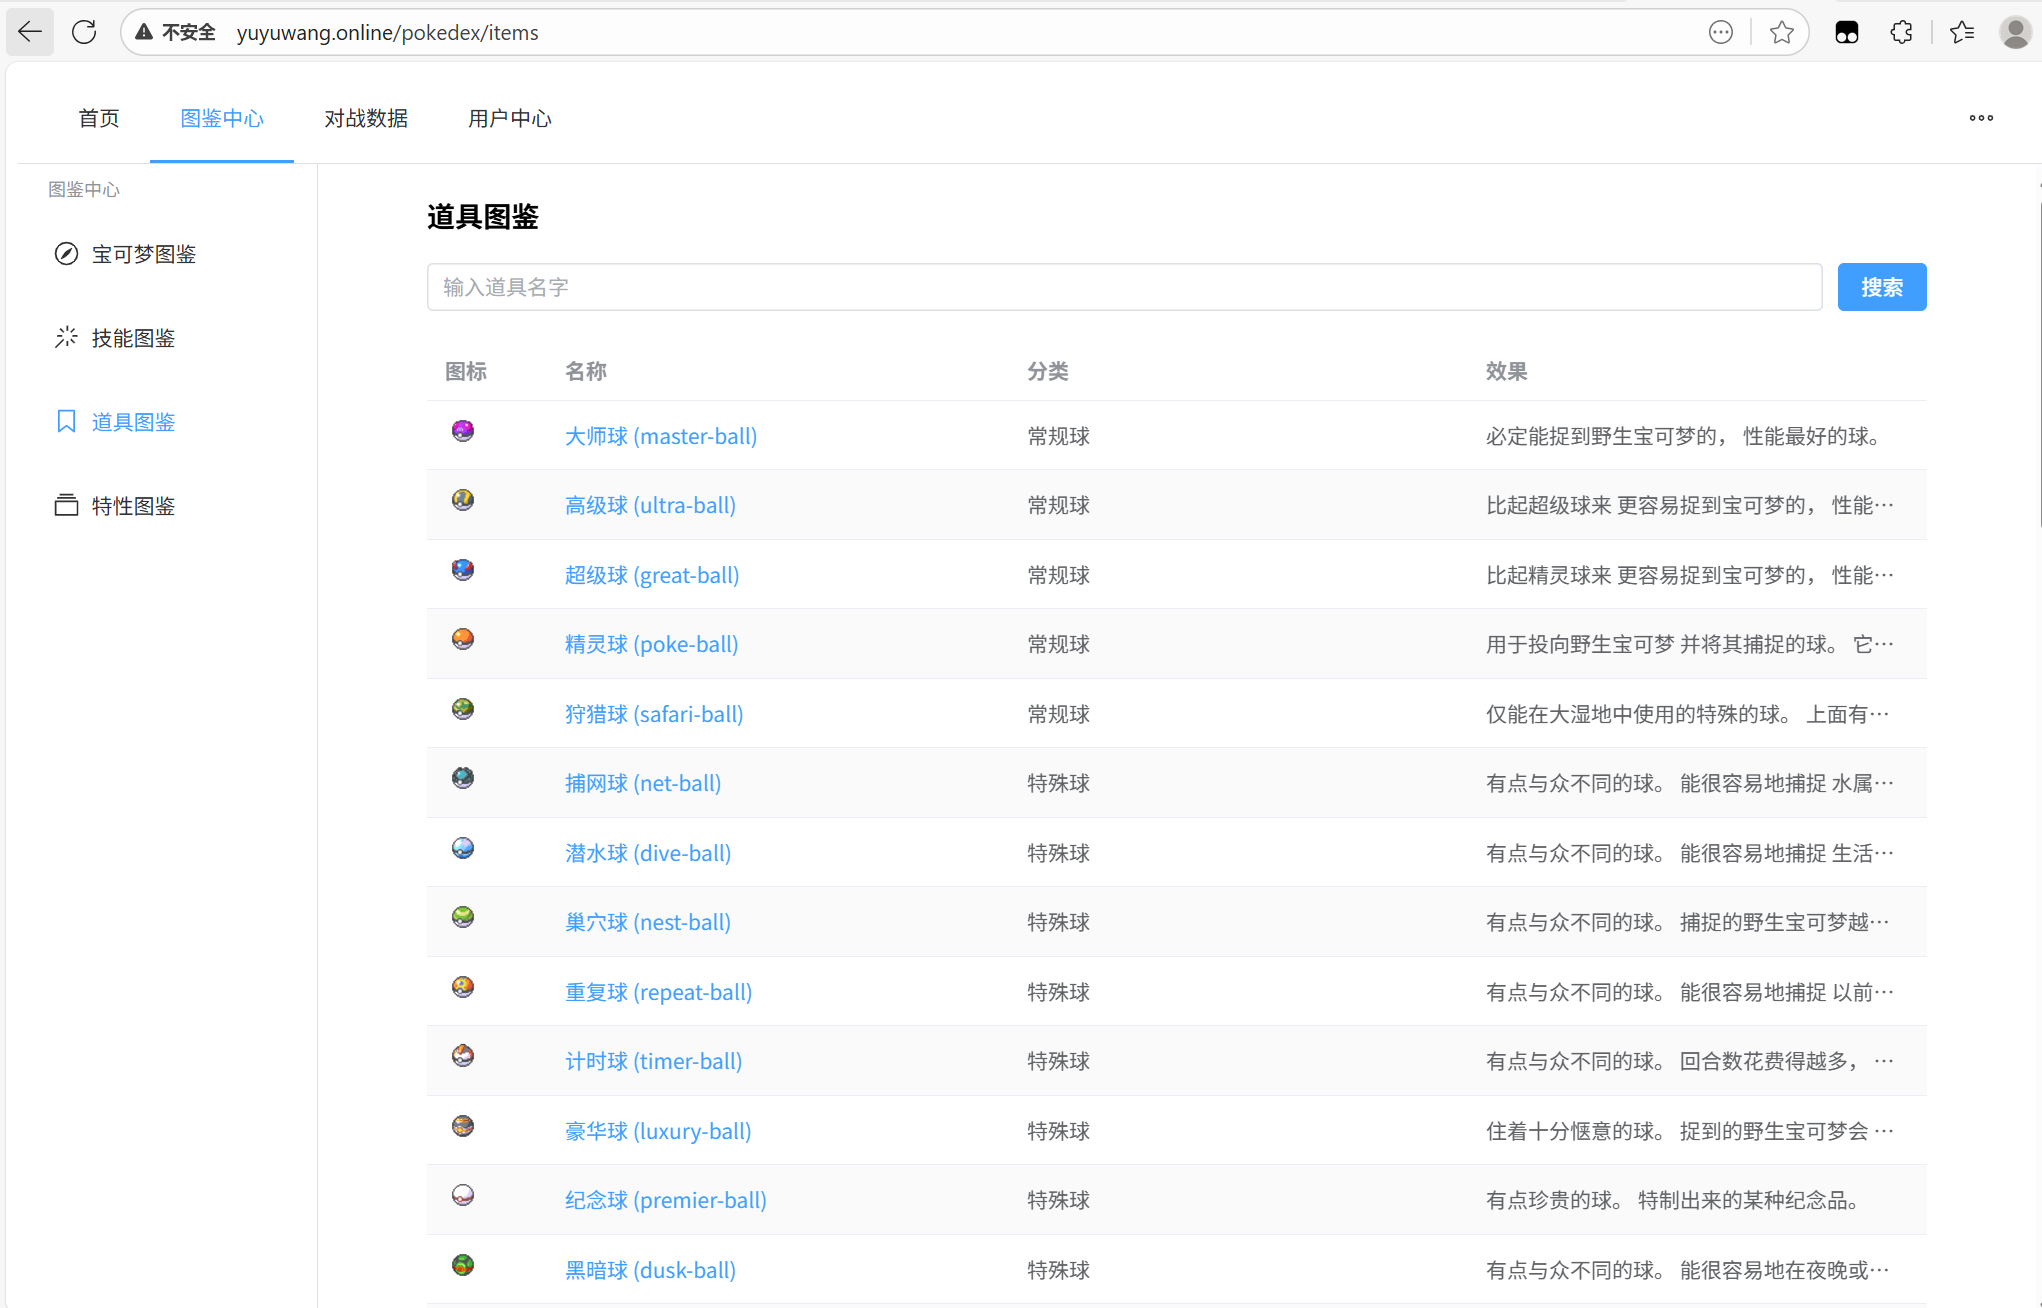 不安全 yuyuwang.online/pokedex/items
首页 图鉴中心 对战数据 用户中心
图鉴中心
宝可梦图鉴
技能图鉴
道具图鉴
特性图鉴
道具图鉴
输入道具名字 搜索
图标 名称 分类 效果
大师球 (master-ball) 常规球 必定能捉到野生宝可梦的， 性能最好的球。
高级球 (ultra-ball) 常规球 比起超级球来 更容易捉到宝可梦的， 性能…
超级球 (great-ball) 常规球 比起精灵球来 更容易捉到宝可梦的， 性能…
精灵球 (poke-ball) 常规球 用于投向野生宝可梦 并将其捕捉的球。 它…
狩猎球 (safari-ball) 常规球 仅能在大湿地中使用的特殊的球。 上面有…
捕网球 (net-ball) 特殊球 有点与众不同的球。 能很容易地捕捉 水属…
潜水球 (dive-ball) 特殊球 有点与众不同的球。 能很容易地捕捉 生活…
巢穴球 (nest-ball) 特殊球 有点与众不同的球。 捕捉的野生宝可梦越…
重复球 (repeat-ball) 特殊球 有点与众不同的球。 能很容易地捕捉 以前…
计时球 (timer-ball) 特殊球 有点与众不同的球。 回合数花费得越多， …
豪华球 (luxury-ball) 特殊球 住着十分惬意的球。 捉到的野生宝可梦会 …
纪念球 (premier-ball) 特殊球 有点珍贵的球。 特制出来的某种纪念品。
黑暗球 (dusk-ball) 特殊球 有点与众不同的球。 能很容易地在夜晚或…